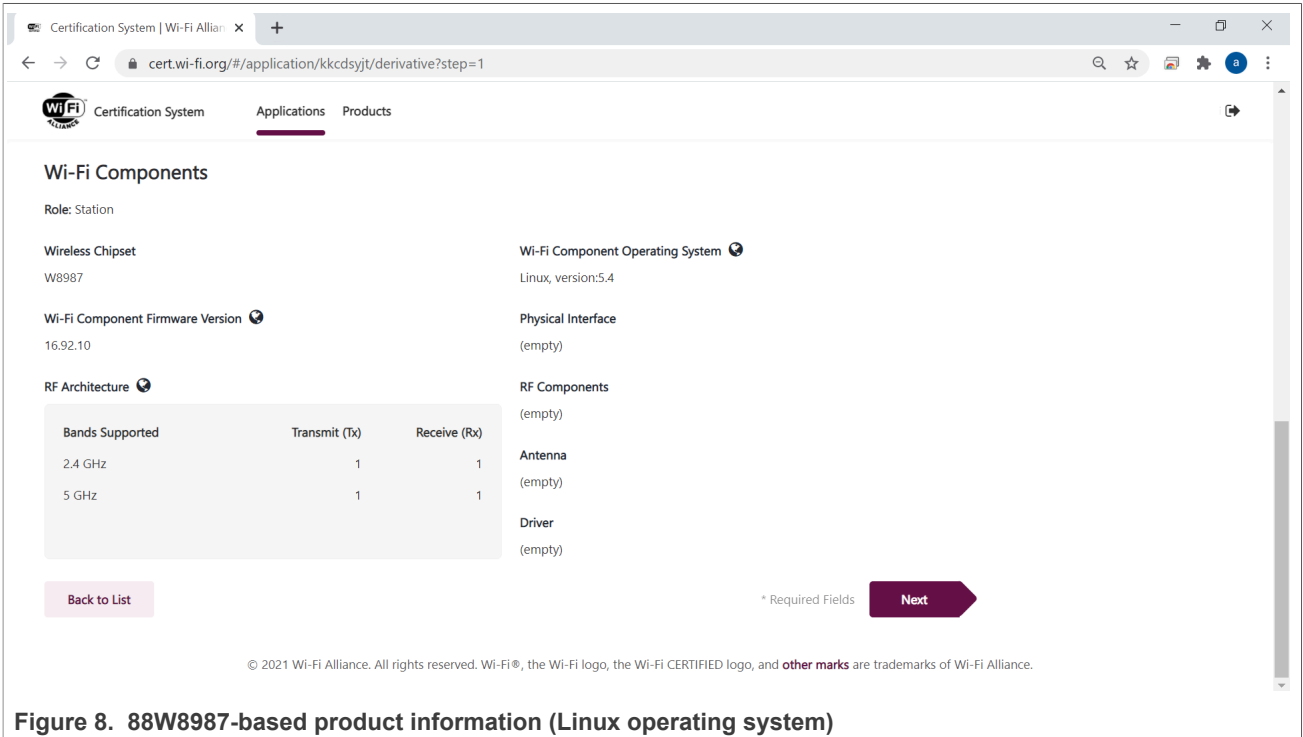 Certification System | Wi-Fi Allian
cert.wi-fi.org/#/application/kkcdsyjt/derivative?step=1
a
Wi Fi
ALLIANCE
Certification System Applications Products
Wi-Fi Components
Role: Station
Wireless Chipset
W8987
Wi-Fi Component Operating System
Linux, version:5.4
Wi-Fi Component Firmware Version
16.92.10
Physical Interface
(empty)
RF Architecture
Bands Supported Transmit (Tx) Receive (Rx)
2.4 GHz 1 1
5 GHz 1 1
RF Components
(empty)
Antenna
(empty)
Driver
(empty)
Back to List
* Required Fields
Next
© 2021 Wi-Fi Alliance. All rights reserved. Wi-Fi®, the Wi-Fi logo, the Wi-Fi CERTIFIED logo, and other marks are trademarks of Wi-Fi Alliance.
Figure 8. 88W8987-based product information (Linux operating system)